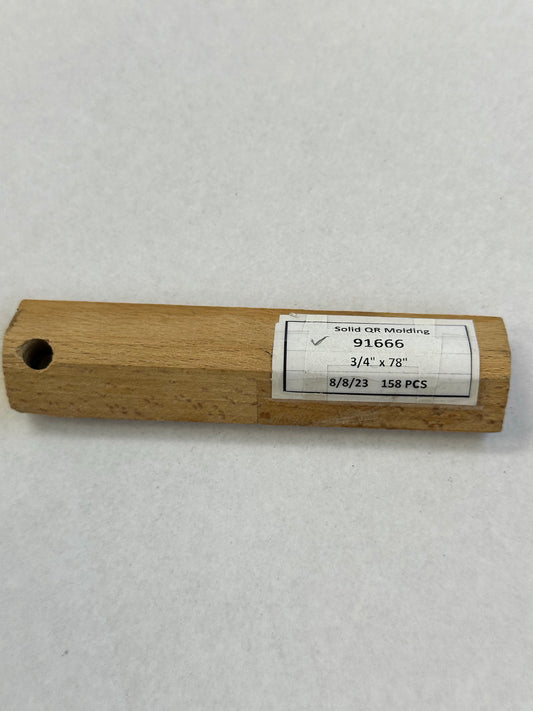 Solid QR Molding
✓ 91666
3/4" x 78"
8/8/23 158 PCS